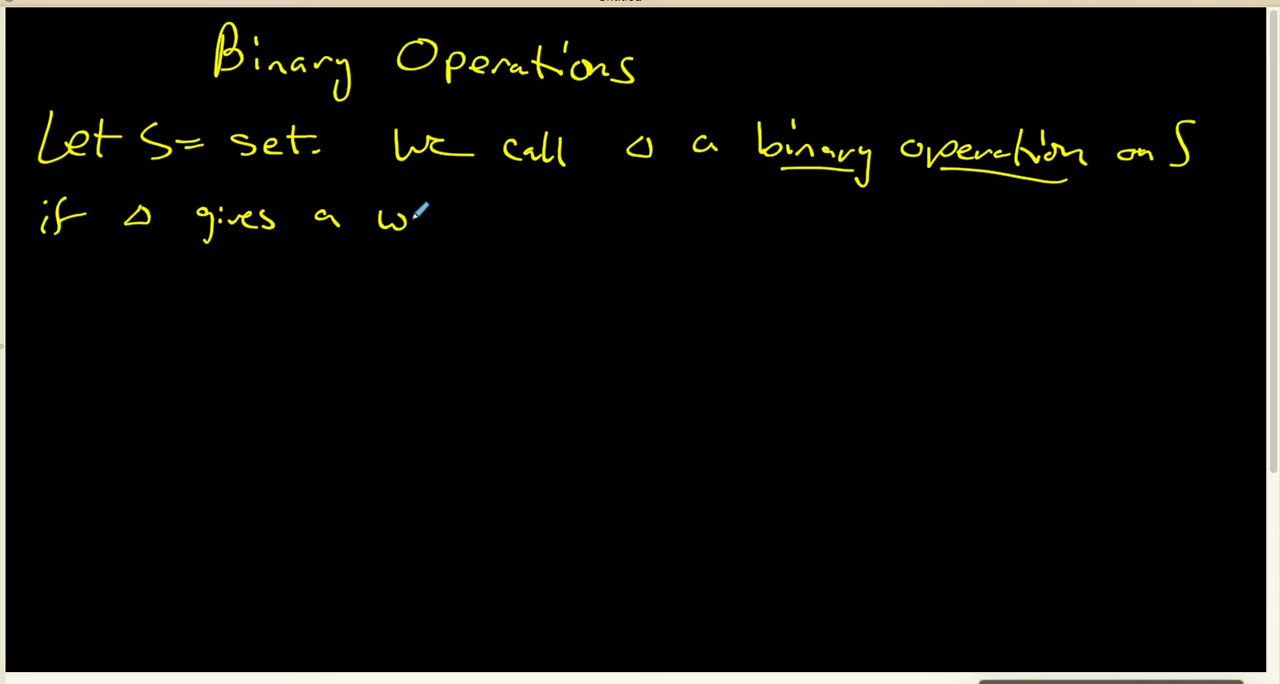 Binary Operations
Let S = set. We call △ a binary operation on S
if △ gives a w